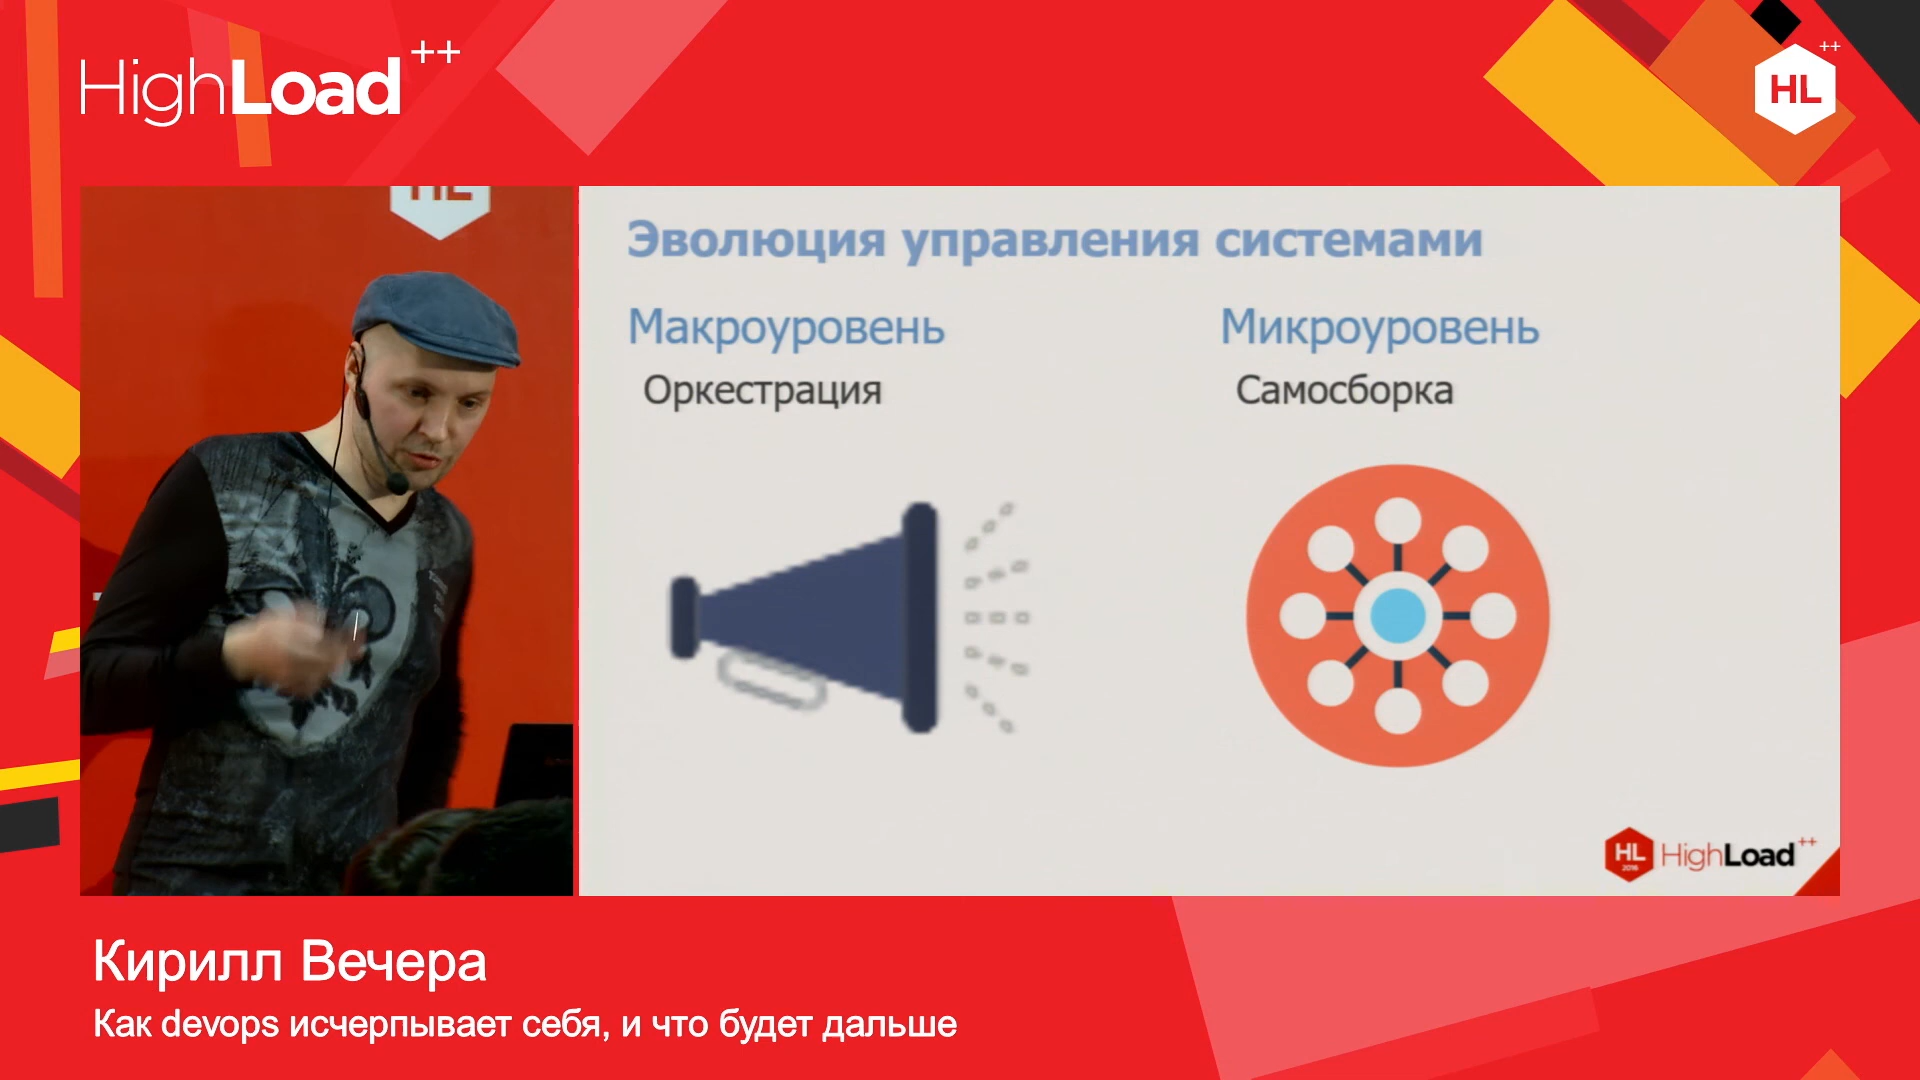 HighLoad++
HL++
HL
Эволюция управления системами
Макроуровень
Микроуровень
Оркестрация
Самосборка
HL
2016
HighLoad++
Кирилл Вечера
Как devops исчерпывает себя, и что будет дальше